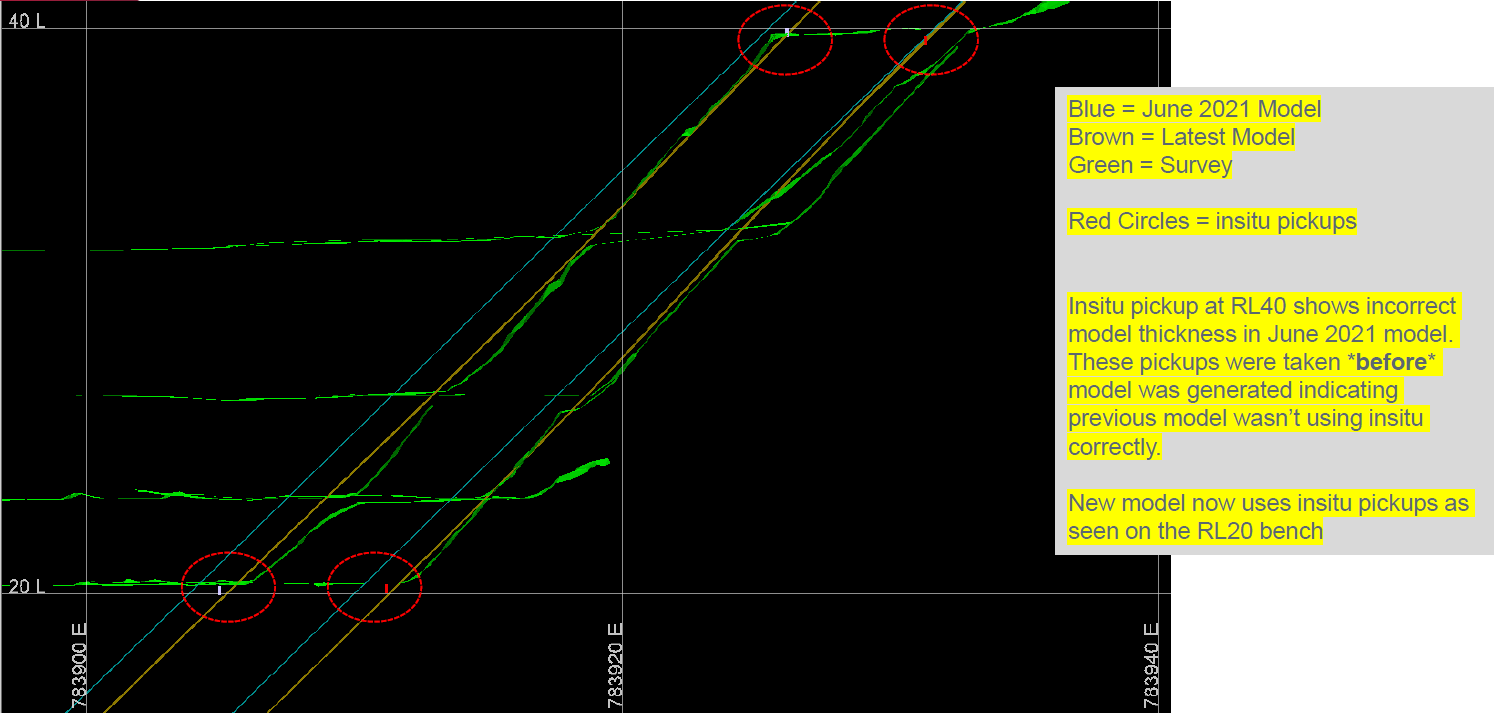 40 L
Blue = June 2021 Model
Brown = Latest Model
Green = Survey
Red Circles = insitu pickups
Insitu pickup at RL40 shows incorrect
model thickness in June 2021 model.
These pickups were taken *before*
model was generated indicating
previous model wasn't using insitu
correctly.
New model now uses insitu pickups as
seen on the RL20 bench
20 L
783900 E
783920 E
783940 E